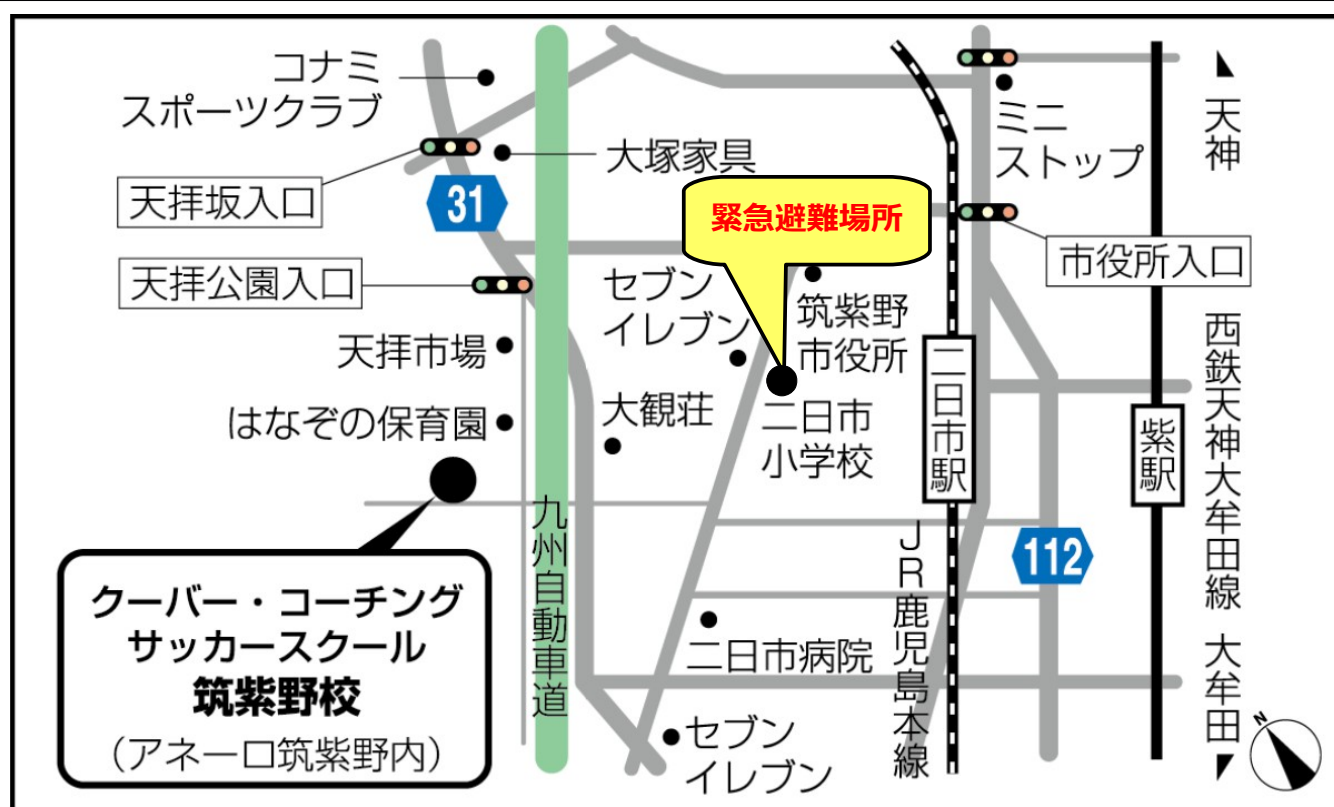 コナミ
スポーツクラブ
大塚家具
ミニ
ストップ
天神
天拝坂入口
31
緊急避難場所
市役所入口
天拝公園入口
セブン
イレブン
筑紫野
市役所
天拝市場
二日市駅
西鉄天神大牟田線
はなぞの保育園
大観荘
二日市
小学校
紫駅
九州自動車道
JR鹿児島本線
112
クーバー・コーチング
サッカースクール
筑紫野校
(アネーロ筑紫野内)
二日市病院
大牟田
セブン
イレブン
N